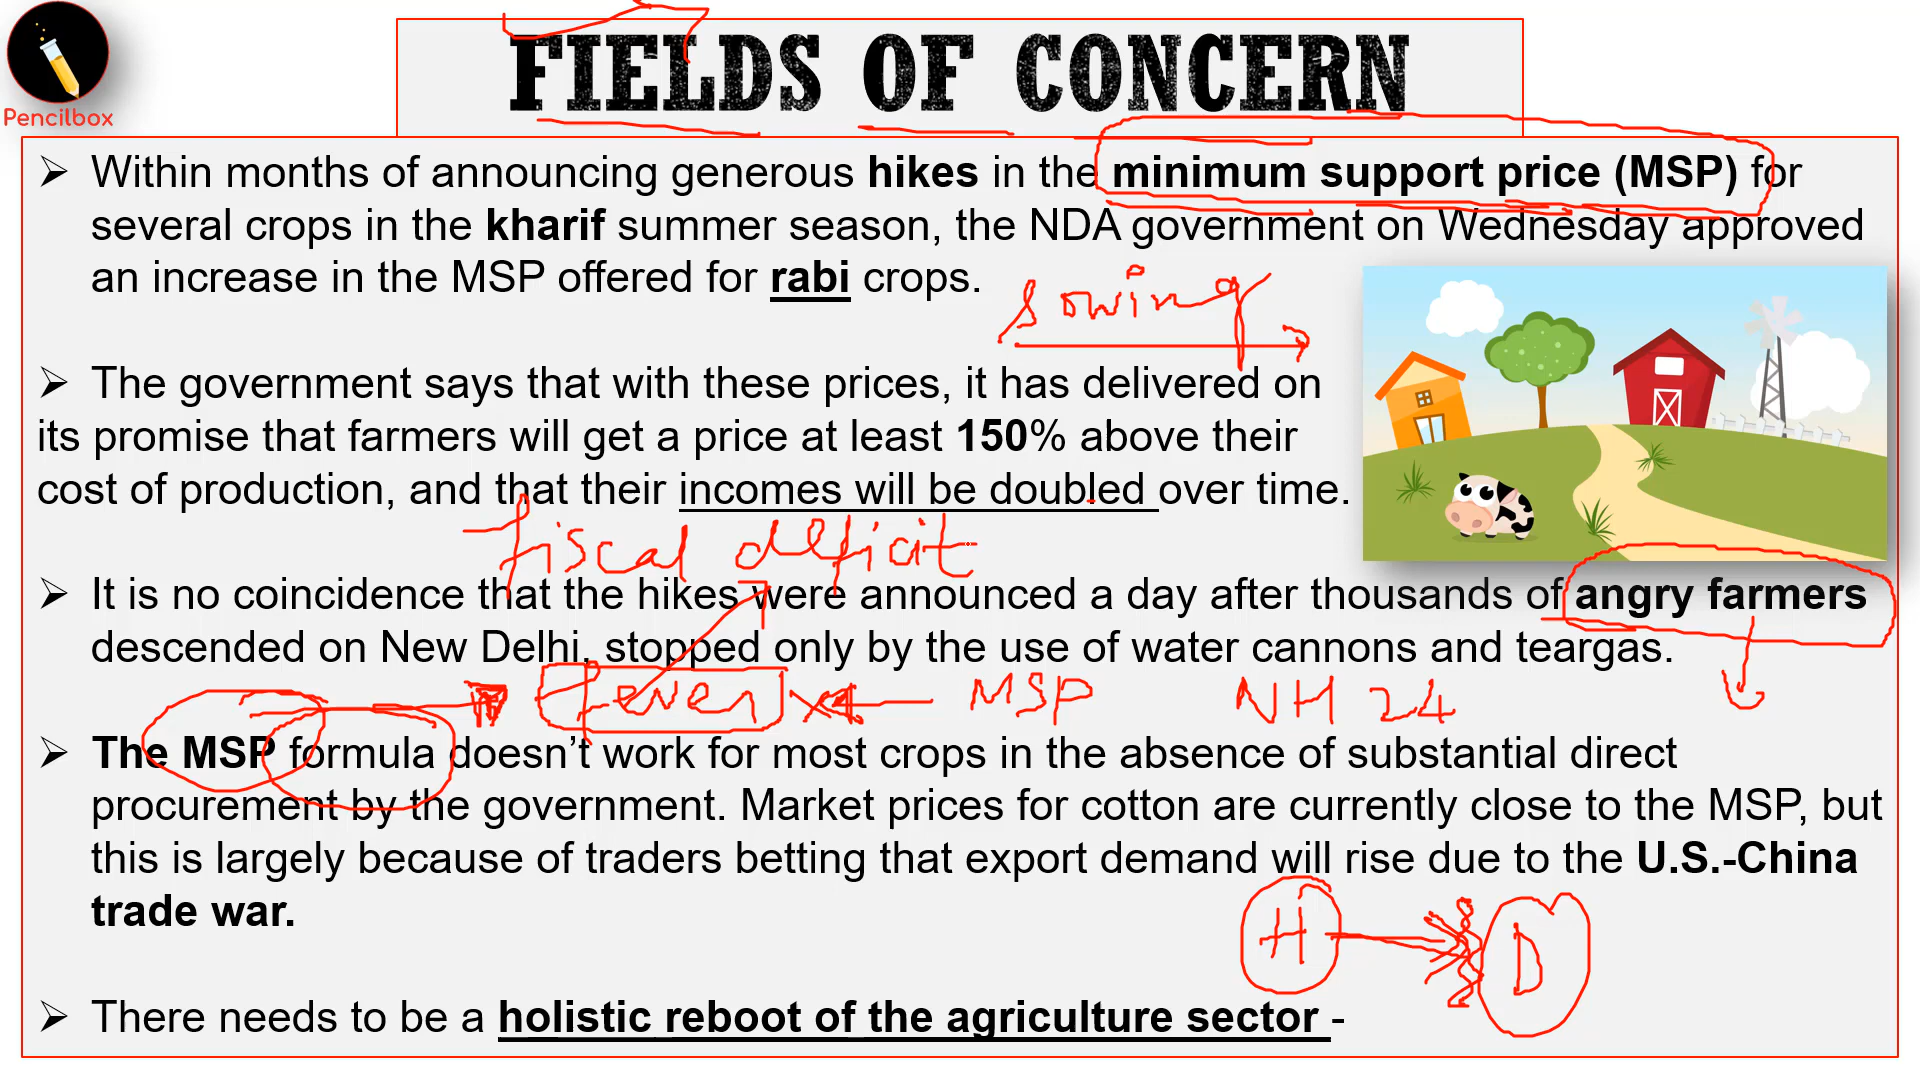 Pencilbox
FIELDS OF CONCERN
➢ Within months of announcing generous hikes in the minimum support price (MSP) for
several crops in the kharif summer season, the NDA government on Wednesday approved
an increase in the MSP offered for rabi crops.
sowing
➢ The government says that with these prices, it has delivered on
its promise that farmers will get a price at least 150% above their
cost of production, and that their incomes will be doubled over time.
fiscal deficit
➢ It is no coincidence that the hikes were announced a day after thousands of angry farmers
descended on New Delhi, stopped only by the use of water cannons and teargas.
fever MSP NH 24
➢ The MSP formula doesn’t work for most crops in the absence of substantial direct
procurement by the government. Market prices for cotton are currently close to the MSP, but
this is largely because of traders betting that export demand will rise due to the U.S.-China
trade war.
H D
➢ There needs to be a holistic reboot of the agriculture sector -